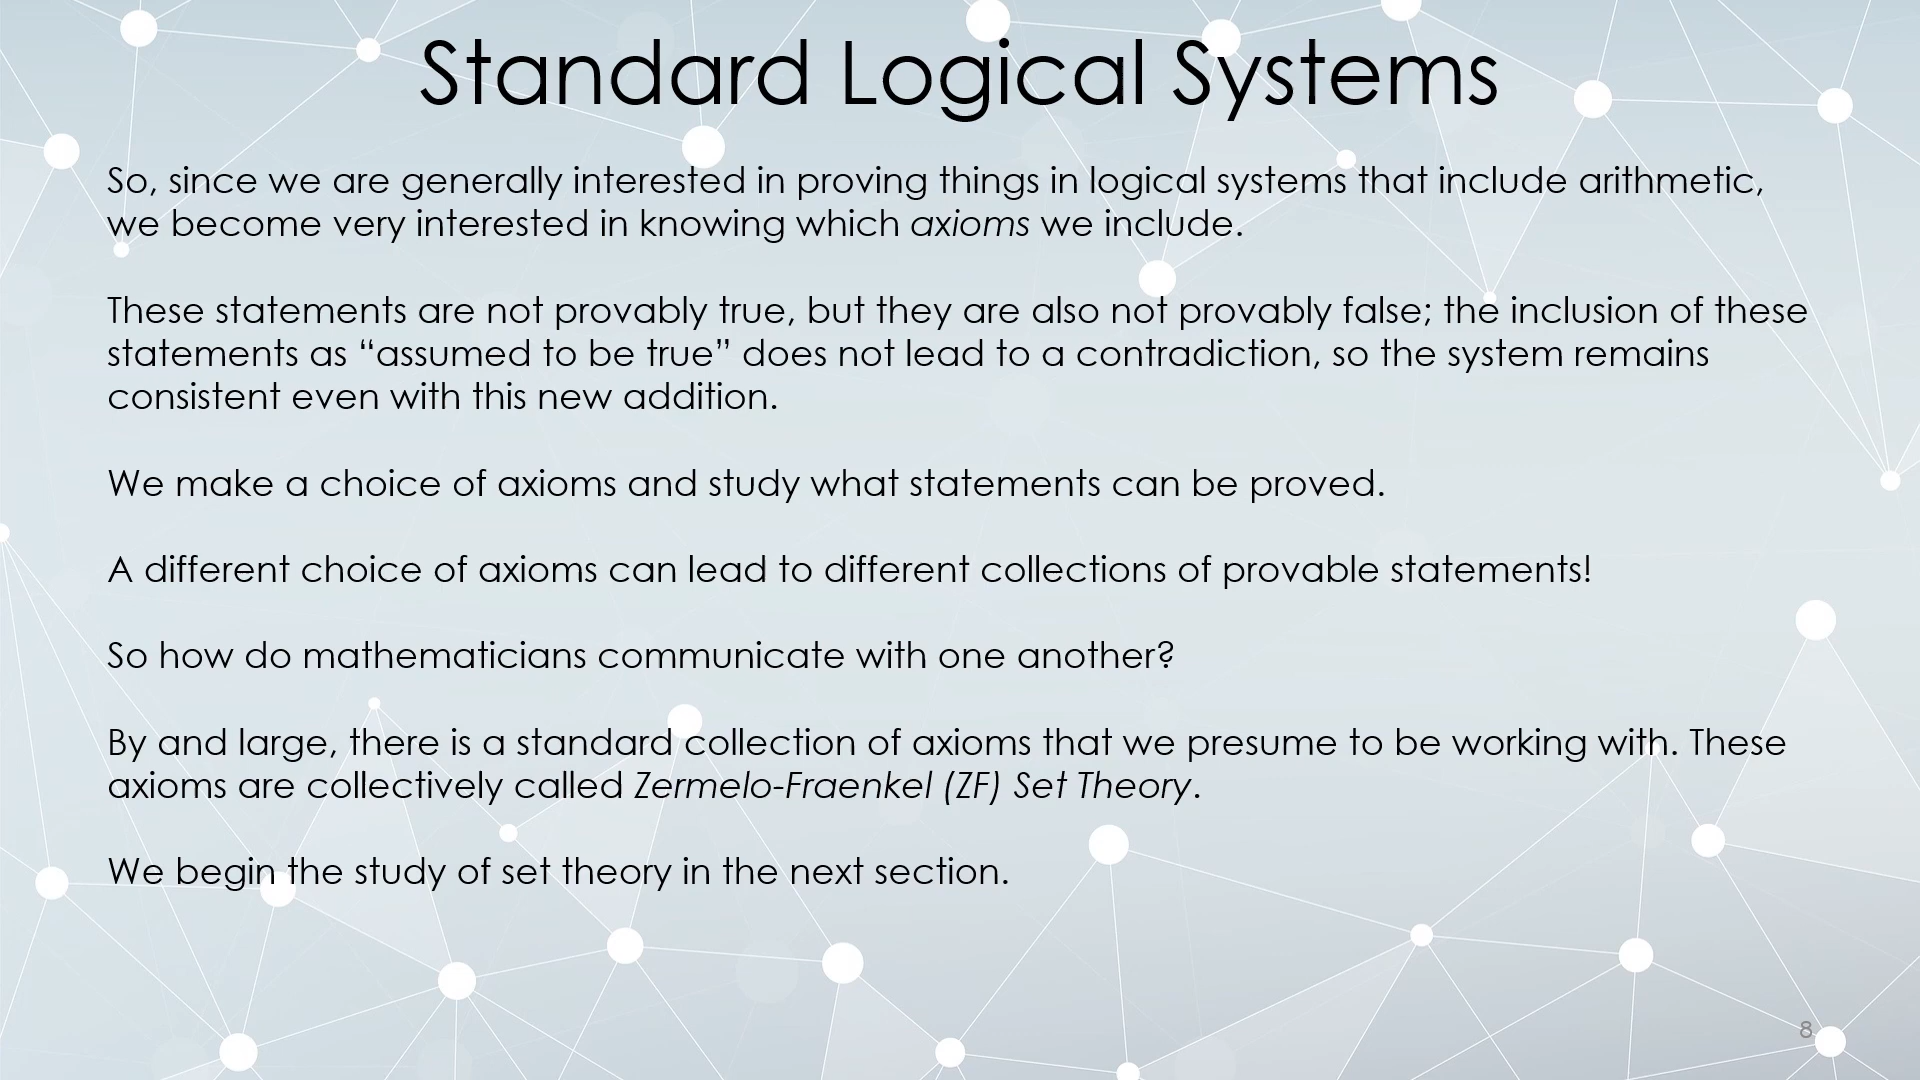 Standard Logical Systems
So, since we are generally interested in proving things in logical systems that include arithmetic,
we become very interested in knowing which axioms we include.
These statements are not provably true, but they are also not provably false; the inclusion of these
statements as “assumed to be true” does not lead to a contradiction, so the system remains
consistent even with this new addition.
We make a choice of axioms and study what statements can be proved.
A different choice of axioms can lead to different collections of provable statements!
So how do mathematicians communicate with one another?
By and large, there is a standard collection of axioms that we presume to be working with. These
axioms are collectively called Zermelo-Fraenkel (ZF) Set Theory.
We begin the study of set theory in the next section.
8